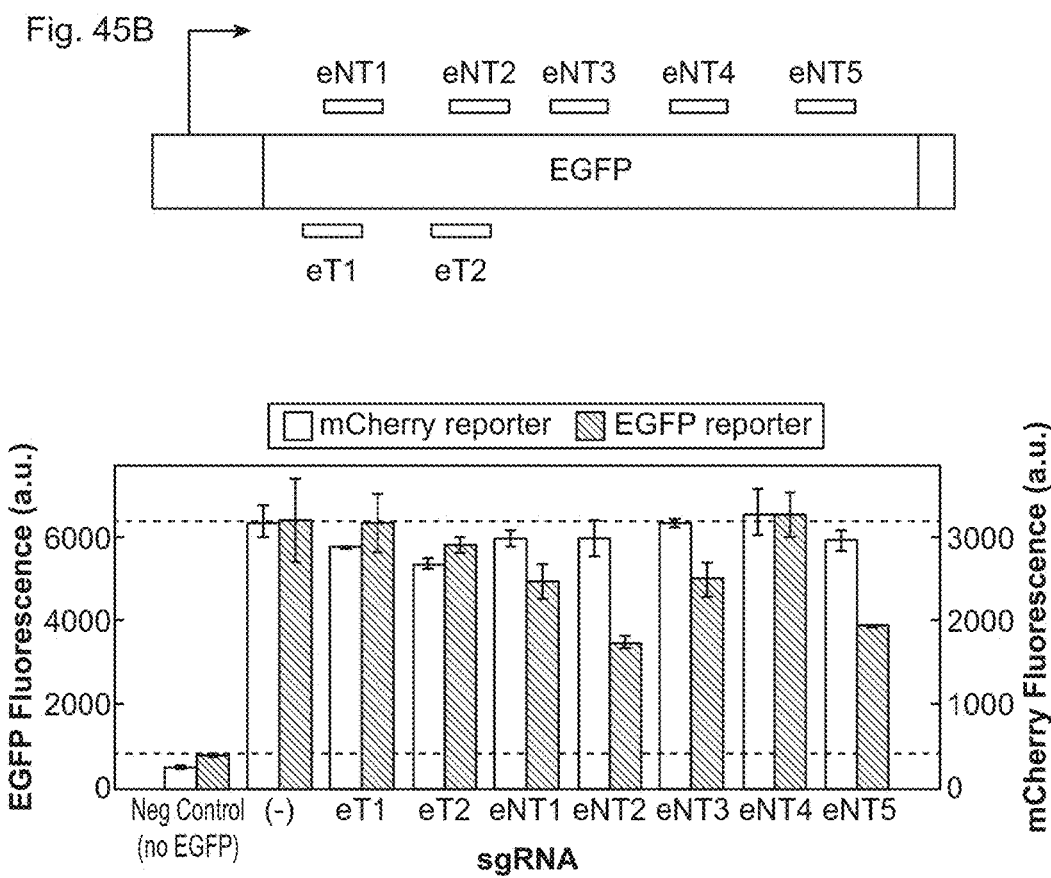 Fig. 45B
eNT1 eNT2 eNT3 eNT4 eNT5
EGFP
eT1 eT2
mCherry reporter EGFP reporter
EGFP Fluorescence (a.u.)
6000
4000
2000
0
mCherry Fluorescence (a.u.)
3000
2000
1000
0
Neg Control (-) eT1 eT2 eNT1 eNT2 eNT3 eNT4 eNT5
(no EGFP)
sgRNA